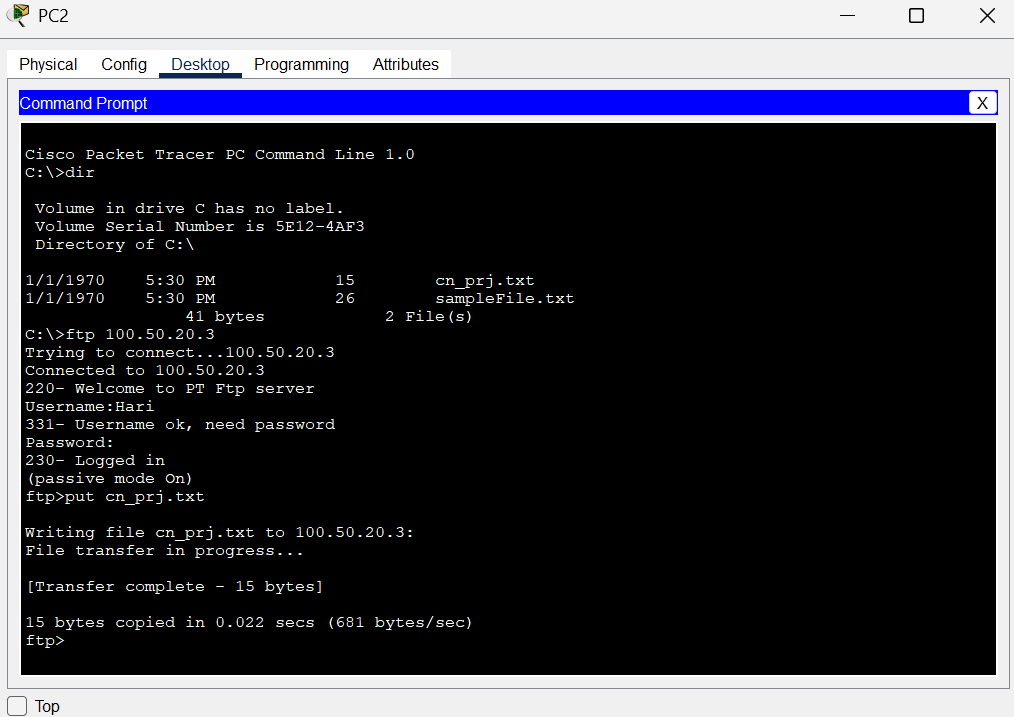 PC2
Physical Config Desktop Programming Attributes
Command Prompt X
Cisco Packet Tracer PC Command Line 1.0
C:\>dir
Volume in drive C has no label.
Volume Serial Number is 5E12-4AF3
Directory of C:\
1/1/1970 5:30 PM 15 cn_prj.txt
1/1/1970 5:30 PM 26 sampleFile.txt
41 bytes 2 File(s)
C:\>ftp 100.50.20.3
Trying to connect...100.50.20.3
Connected to 100.50.20.3
220- Welcome to PT Ftp server
Username:Hari
331- Username ok, need password
Password:
230- Logged in
(passive mode On)
ftp>put cn_prj.txt
Writing file cn_prj.txt to 100.50.20.3:
File transfer in progress...
[Transfer complete - 15 bytes]
15 bytes copied in 0.022 secs (681 bytes/sec)
ftp>
Top